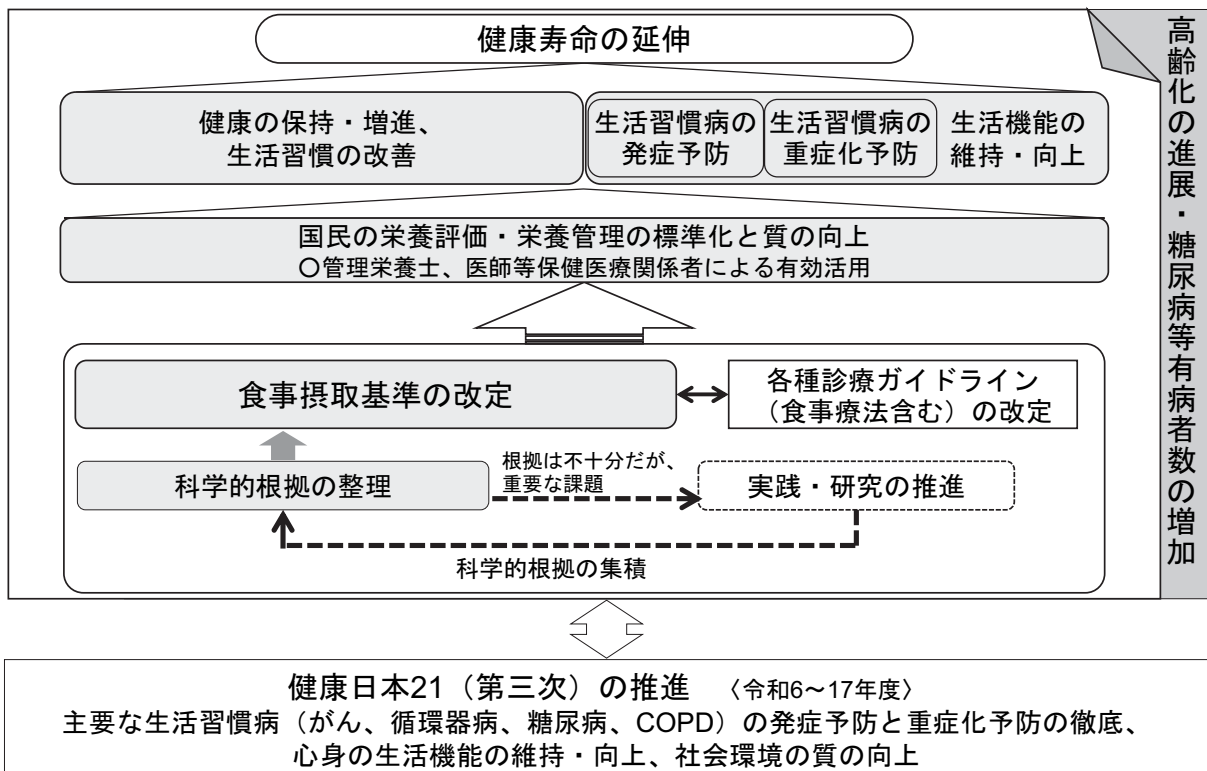 健康寿命の延伸
健康の保持・増進、
生活習慣の改善
生活習慣病の
発症予防
生活習慣病の
重症化予防
生活機能の
維持・向上
国民の栄養評価・栄養管理の標準化と質の向上
○管理栄養士、医師等保健医療関係者による有効活用
食事摂取基準の改定
各種診療ガイドライン
（食事療法含む）の改定
科学的根拠の整理
根拠は不十分だが、
重要な課題
実践・研究の推進
科学的根拠の集積
高齢化の進展・糖尿病等有病者数の増加
健康日本21（第三次）の推進　〈令和6～17年度〉
主要な生活習慣病（がん、循環器病、糖尿病、COPD）の発症予防と重症化予防の徹底、
心身の生活機能の維持・向上、社会環境の質の向上